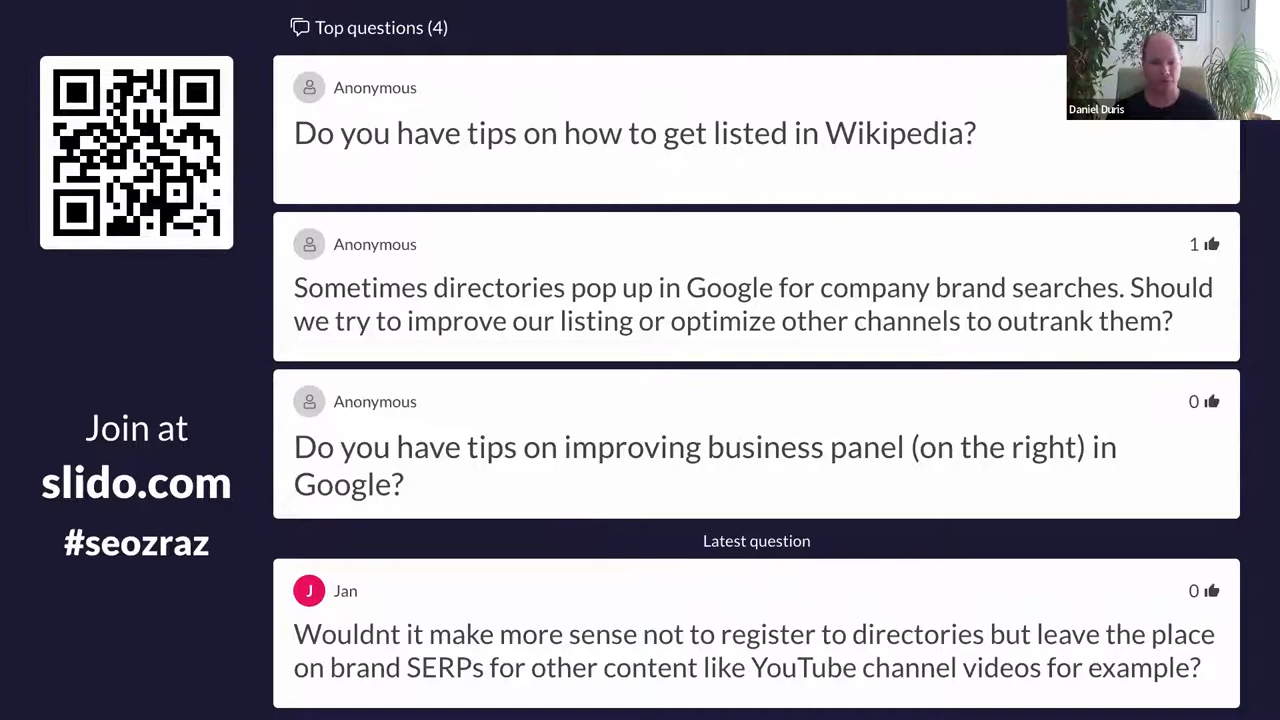 Top questions (4)
Anonymous
Do you have tips on how to get listed in Wikipedia?
Daniel Duris
Anonymous
1
Sometimes directories pop up in Google for company brand searches. Should
we try to improve our listing or optimize other channels to outrank them?
Anonymous
0
Do you have tips on improving business panel (on the right) in
Google?
Join at
slido.com
#seozraz
Latest question
J
Jan
0
Wouldnt it make more sense not to register to directories but leave the place
on brand SERPs for other content like YouTube channel videos for example?